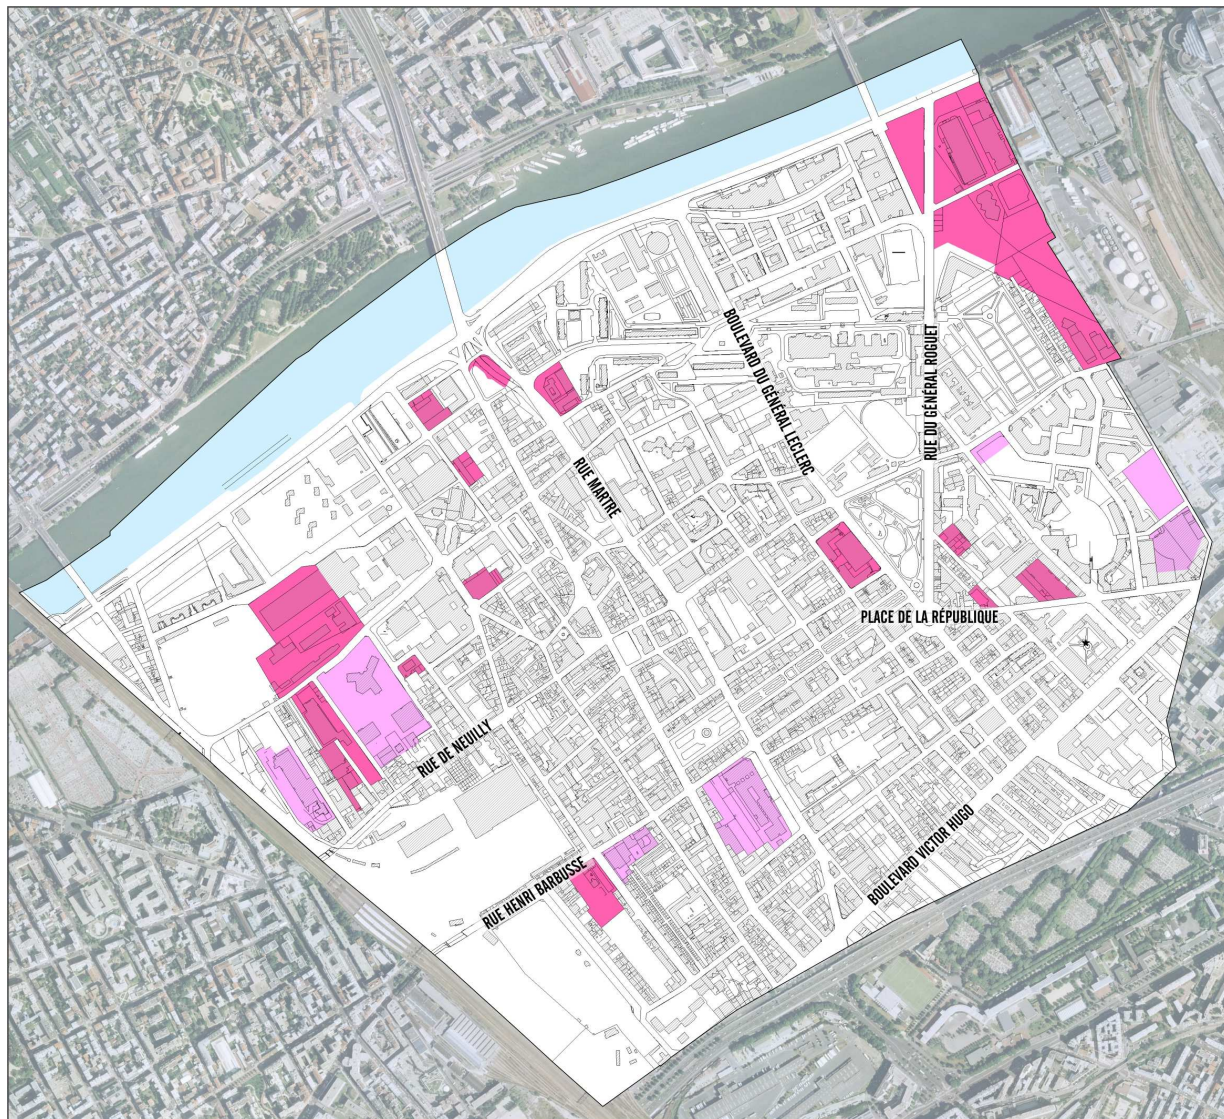 BOULEVARD DU GÉNÉRAL LECLERC
RUE DU GÉNÉRAL ROGUET
RUE MARTRE
PLACE DE LA RÉPUBLIQUE
RUE DE NEUILLY
BOULEVARD VICTOR HUGO
RUE HENRI BARBUSSE